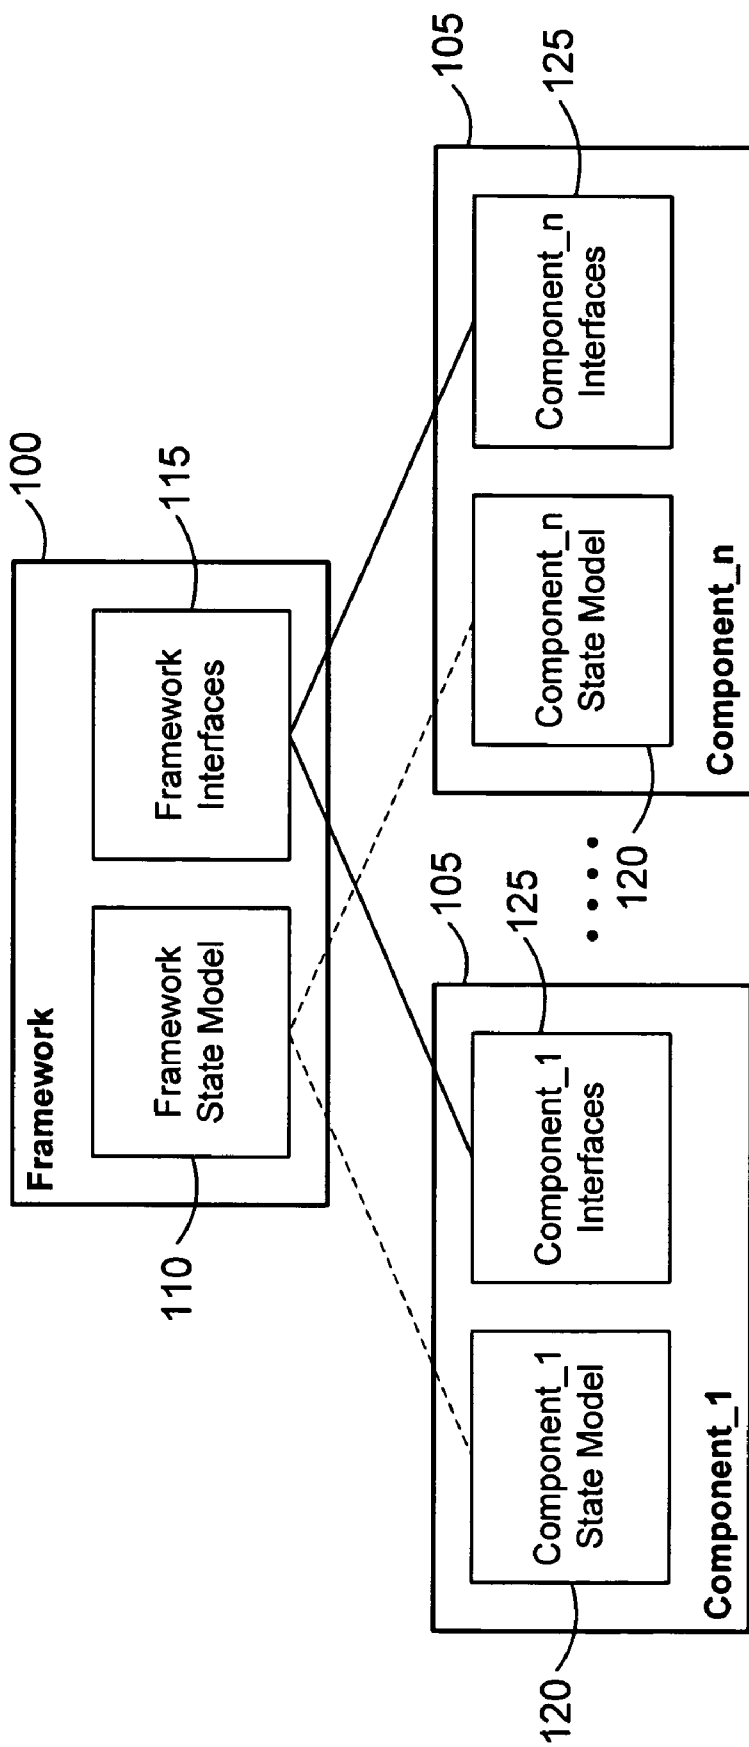 100
Framework
Framework
State Model
Framework
Interfaces
110
115
105
105
Component_1
State Model
Component_1
Interfaces
125
Component_n
State Model
Component_n
Interfaces
125
120
Component_1
120
Component_n